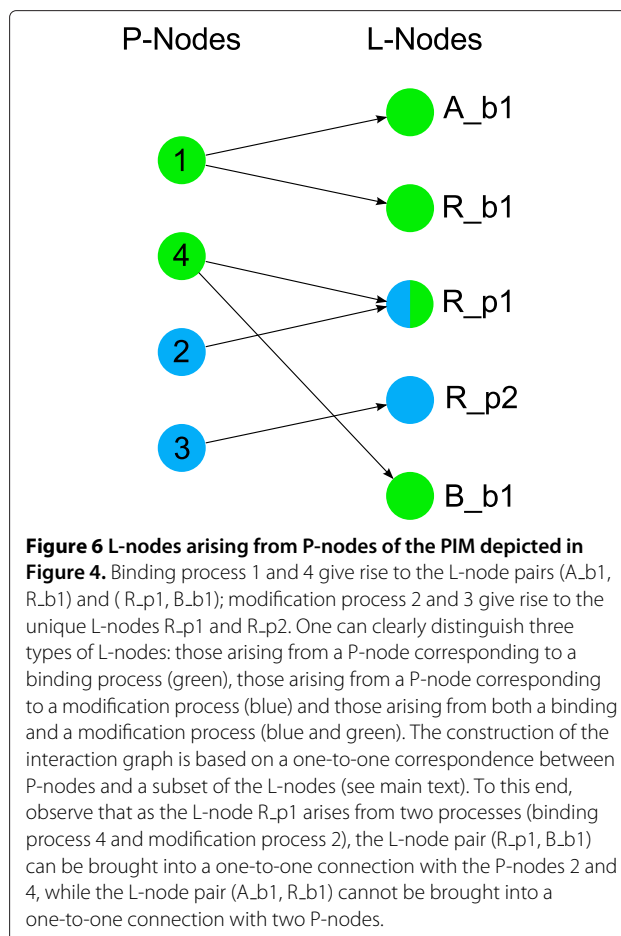 P-Nodes L-Nodes
A_b1
1
R_b1
4
R_p1
2
R_p2
3
B_b1
Figure 6 L-nodes arising from P-nodes of the PIM depicted in
Figure 4. Binding process 1 and 4 give rise to the L-node pairs (A_b1,
R_b1) and ( R_p1, B_b1); modification process 2 and 3 give rise to the
unique L-nodes R_p1 and R_p2. One can clearly distinguish three
types of L-nodes: those arising from a P-node corresponding to a
binding process (green), those arising from a P-node corresponding
to a modification process (blue) and those arising from both a binding
and a modification process (blue and green). The construction of the
interaction graph is based on a one-to-one correspondence between
P-nodes and a subset of the L-nodes (see main text). To this end,
observe that as the L-node R_p1 arises from two processes (binding
process 4 and modification process 2), the L-node pair (R_p1, B_b1)
can be brought into a one-to-one connection with the P-nodes 2 and
4, while the L-node pair (A_b1, R_b1) cannot be brought into a
one-to-one connection with two P-nodes.